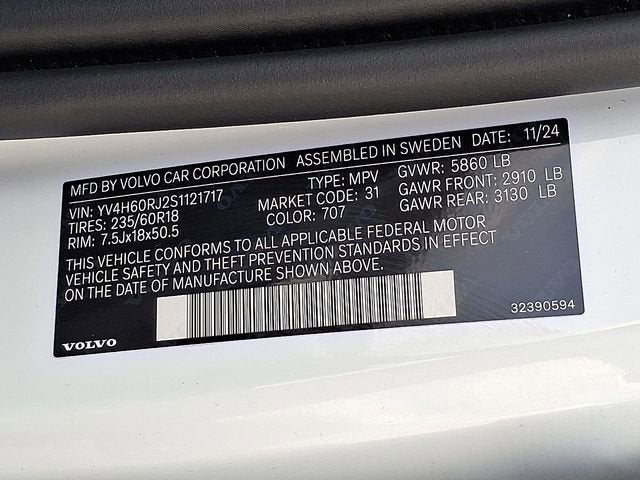 MFD BY VOLVO CAR CORPORATION ASSEMBLED IN SWEDEN DATE: 11/24
VIN: YV4H60RJ2S1121717 TYPE: MPV GVWR: 5860 LB
TIRES: 235/60R18 MARKET CODE: 31 GAWR FRONT: 2910 LB
RIM: 7.5Jx18x50.5 COLOR: 707 GAWR REAR: 3130 LB
THIS VEHICLE CONFORMS TO ALL APPLICABLE FEDERAL MOTOR
VEHICLE SAFETY AND THEFT PREVENTION STANDARDS IN EFFECT
ON THE DATE OF MANUFACTURE SHOWN ABOVE.
32390594
VOLVO